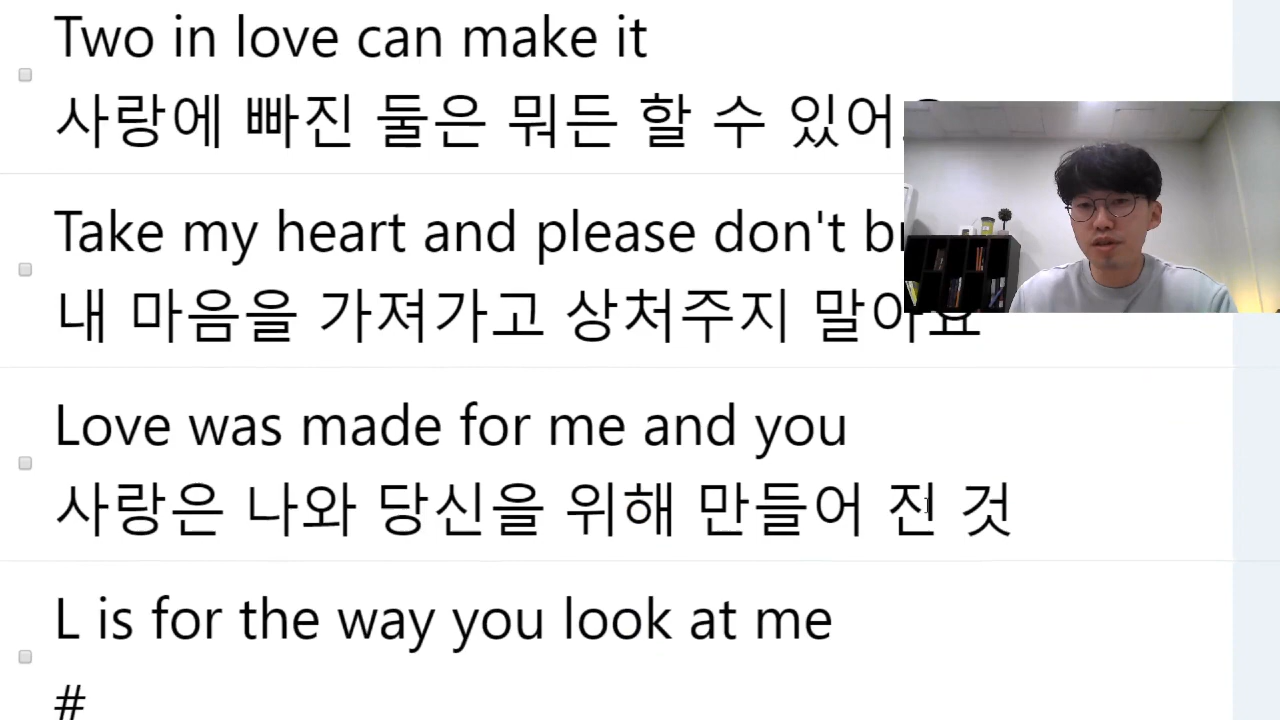 Two in love can make it
사랑에 빠진 둘은 뭐든 할 수
Take my heart and please don't
내 마음을 가져가고 상처주지 말아요
Love was made for me and you
사랑은 나와 당신을 위해 만들어 진 것
L is for the way you look at me
#